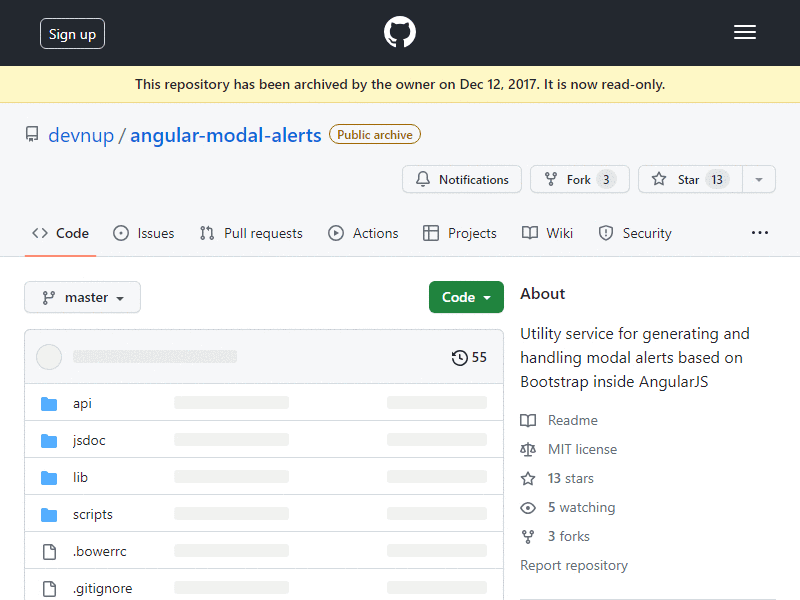 Sign up
This repository has been archived by the owner on Dec 12, 2017. It is now read-only.
devnup / angular-modal-alerts Public archive
Notifications Fork 3 Star 13
Code Issues Pull requests Actions Projects Wiki Security
master Code
55
api
jsdoc
lib
scripts
.bowerrc
.gitignore
About
Utility service for generating and
handling modal alerts based on
Bootstrap inside AngularJS
Readme
MIT license
13 stars
5 watching
3 forks
Report repository